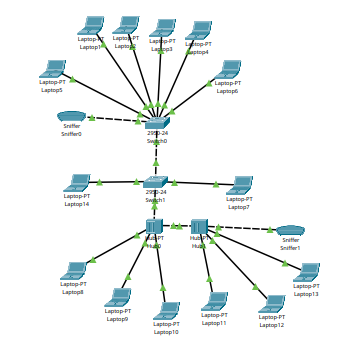 Laptop-PT
Laptop1
Laptop-PT
Laptop2
Laptop-PT
Laptop3
Laptop-PT
Laptop4
Laptop-PT
Laptop5
Laptop-PT
Laptop6
Sniffer
Sniffer0
2950-24
Switch0
Laptop-PT
Laptop14
2950-24
Switch1
Laptop-PT
Laptop7
Hub-PT
Hub0
Hub-PT
Sniffer
Sniffer1
Laptop-PT
Laptop8
Laptop-PT
Laptop9
Laptop-PT
Laptop10
Laptop-PT
Laptop11
Laptop-PT
Laptop12
Laptop-PT
Laptop13